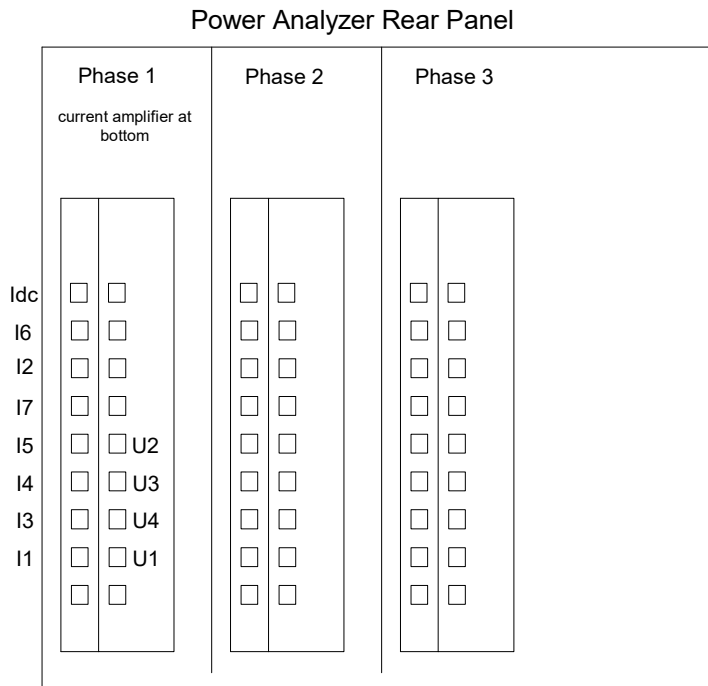 Power Analyzer Rear Panel
Phase 1
Phase 2
Phase 3
current amplifier at
bottom
Idc
I6
I2
I7
I5
U2
I4
U3
I3
U4
I1
U1